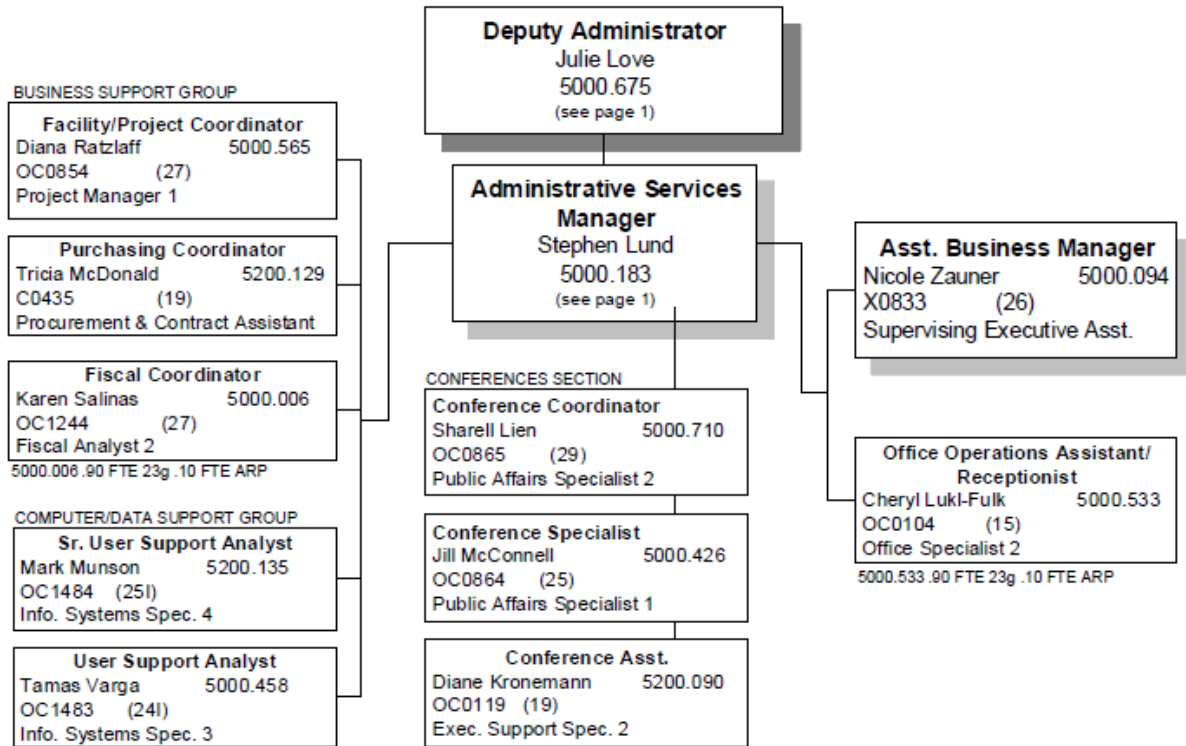 Deputy Administrator
Julie Love
5000.675
(see page 1)
Administrative Services
Manager
Stephen Lund
5000.183
(see page 1)
BUSINESS SUPPORT GROUP
Facility/Project Coordinator
Diana Ratzlaff 5000.565
OC0854 (27)
Project Manager 1
Purchasing Coordinator
Tricia McDonald 5200.129
C0435 (19)
Procurement & Contract Assistant
Fiscal Coordinator
Karen Salinas 5000.006
OC1244 (27)
Fiscal Analyst 2
5000.006 .90 FTE 23g .10 FTE ARP
COMPUTER/DATA SUPPORT GROUP
Sr. User Support Analyst
Mark Munson 5200.135
OC1484 (25I)
Info. Systems Spec. 4
User Support Analyst
Tamas Varga 5000.458
OC1483 (24I)
Info. Systems Spec. 3
CONFERENCES SECTION
Conference Coordinator
Sharell Lien 5000.710
OC0865 (29)
Public Affairs Specialist 2
Conference Specialist
Jill McConnell 5000.426
OC0864 (25)
Public Affairs Specialist 1
Conference Asst.
Diane Kronemann 5200.090
OC0119 (19)
Exec. Support Spec. 2
Asst. Business Manager
Nicole Zauner 5000.094
X0833 (26)
Supervising Executive Asst.
Office Operations Assistant/
Receptionist
Cheryl Lukl-Fulk 5000.533
OC0104 (15)
Office Specialist 2
5000.533 .90 FTE 23g .10 FTE ARP